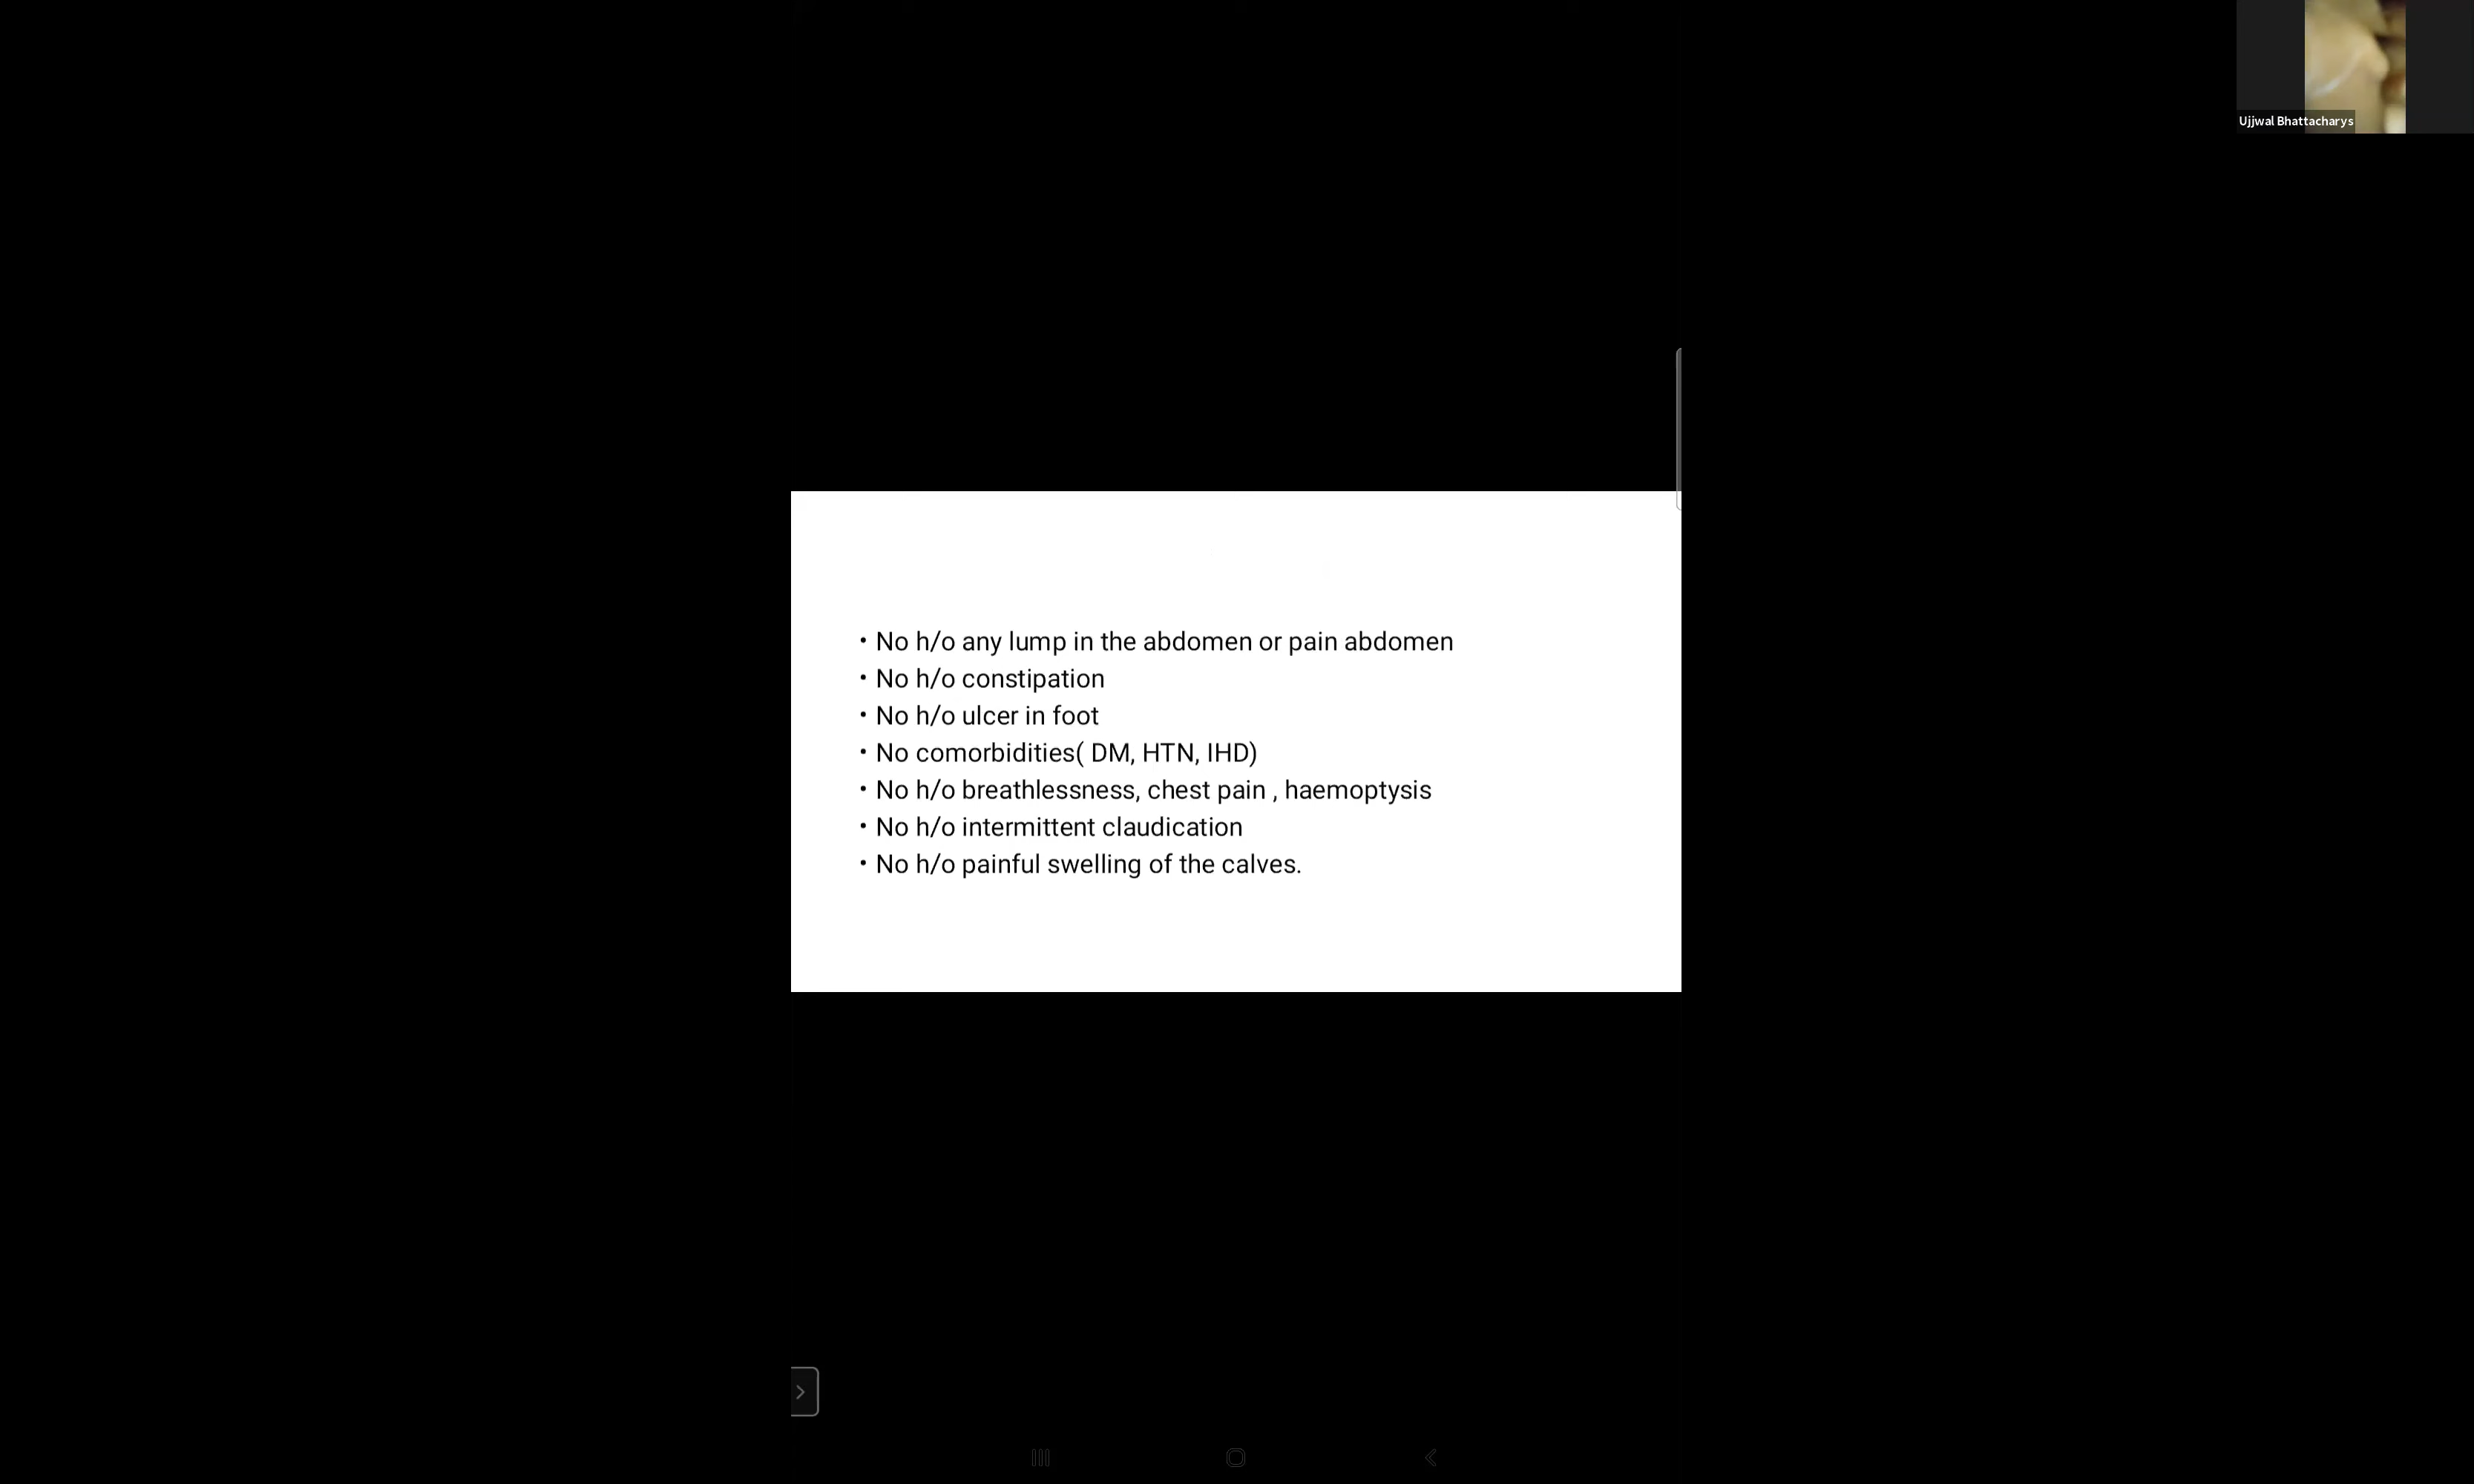 Ujjwal Bhattacharys
• No h/o any lump in the abdomen or pain abdomen
• No h/o constipation
• No h/o ulcer in foot
• No comorbidities( DM, HTN, IHD)
• No h/o breathlessness, chest pain , haemoptysis
• No h/o intermittent claudication
• No h/o painful swelling of the calves.